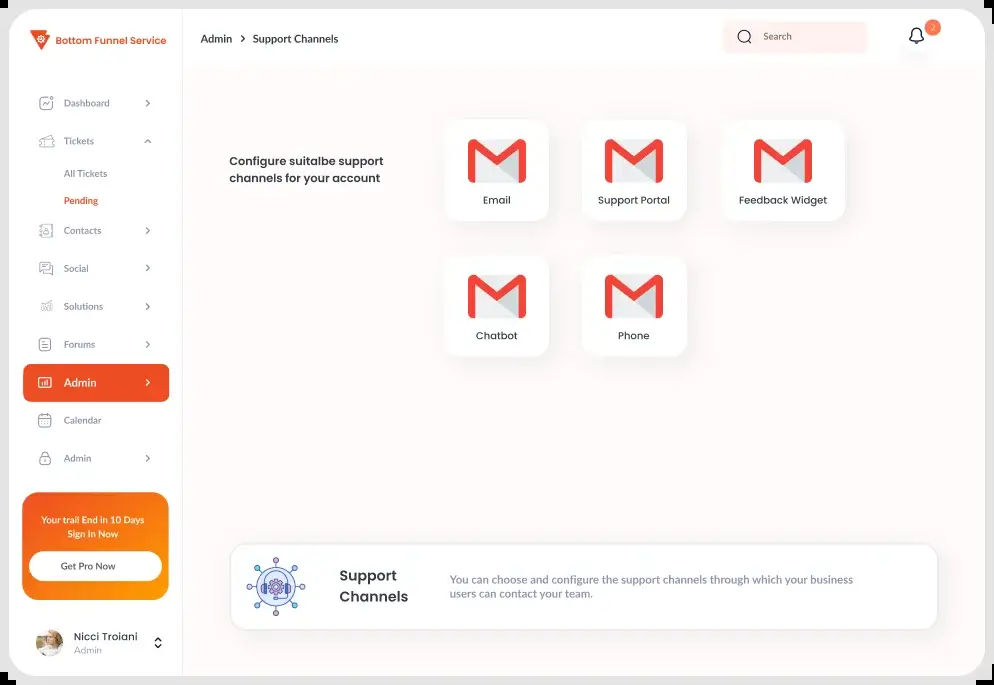 Bottom Funnel Service
Admin > Support Channels
Search
2
Dashboard
Tickets
All Tickets
Pending
Contacts
Social
Solutions
Forums
Admin
Calendar
Admin
Your trail End in 10 Days
Sign In Now
Get Pro Now
Nicci Troiani
Admin
Configure suitalbe support
channels for your account
Email
Support Portal
Feedback Widget
Chatbot
Phone
Support
Channels
You can choose and configure the support channels through which your business
users can contact your team.